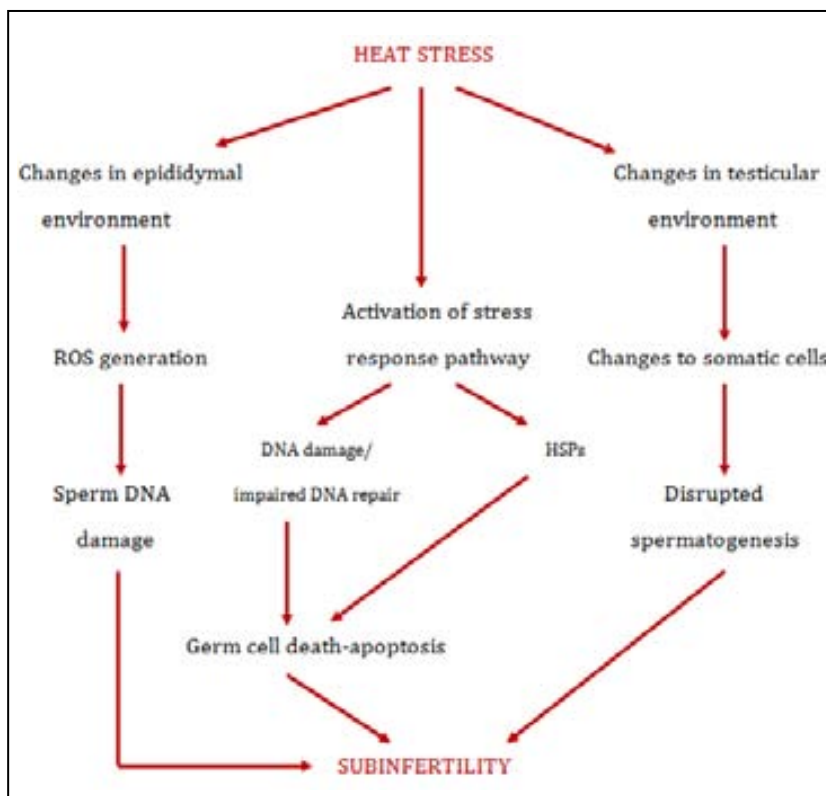 HEAT STRESS
Changes in epididymal
environment
Changes in testicular
environment
Activation of stress
response pathway
ROS generation
Changes to somatic cells
DNA damage/
impaired DNA repair
HSPs
Sperm DNA
damage
Disrupted
spermatogenesis
Germ cell death-apoptosis
SUBINFERTILITY